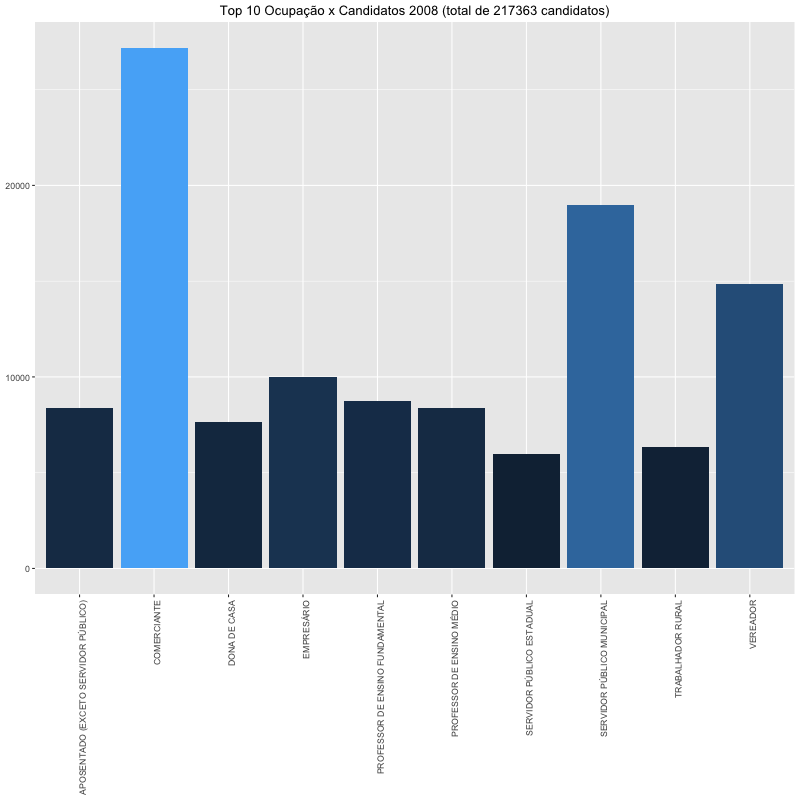 Top 10 Ocupação x Candidatos 2008 (total de 217363 candidatos)
20000
10000
0
APOSENTADO (EXCETO SERVIDOR PÚBLICO)
COMERCIANTE
DONA DE CASA
EMPRESÁRIO
PROFESSOR DE ENSINO FUNDAMENTAL
PROFESSOR DE ENSINO MÉDIO
SERVIDOR PÚBLICO ESTADUAL
SERVIDOR PÚBLICO MUNICIPAL
TRABALHADOR RURAL
VEREADOR